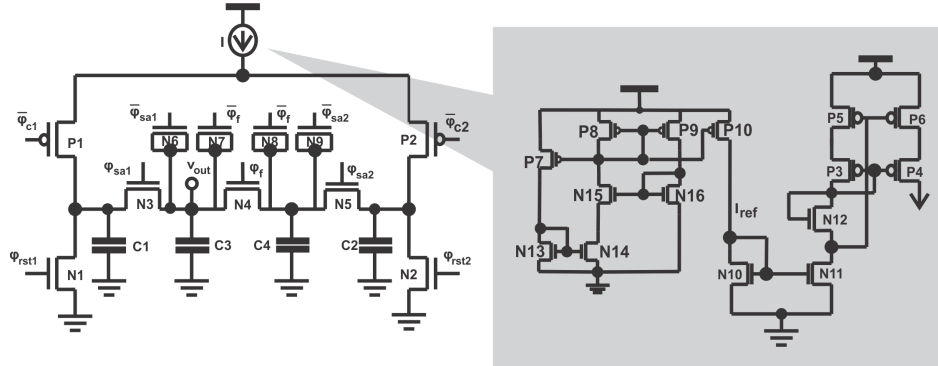 I
φ̅c1
P1
φ̅sa1
φ̅f
φ̅f
φ̅sa2
N6
N7
N8
N9
P2
φ̅c2
φsa1
vout
φf
φsa2
N3
N4
N5
C1
C3
C4
C2
φrst1
N1
N2
φrst2
P8
P9
P10
P7
N15
N16
N13
N14
Iref
N10
N11
P5
P6
P3
P4
N12